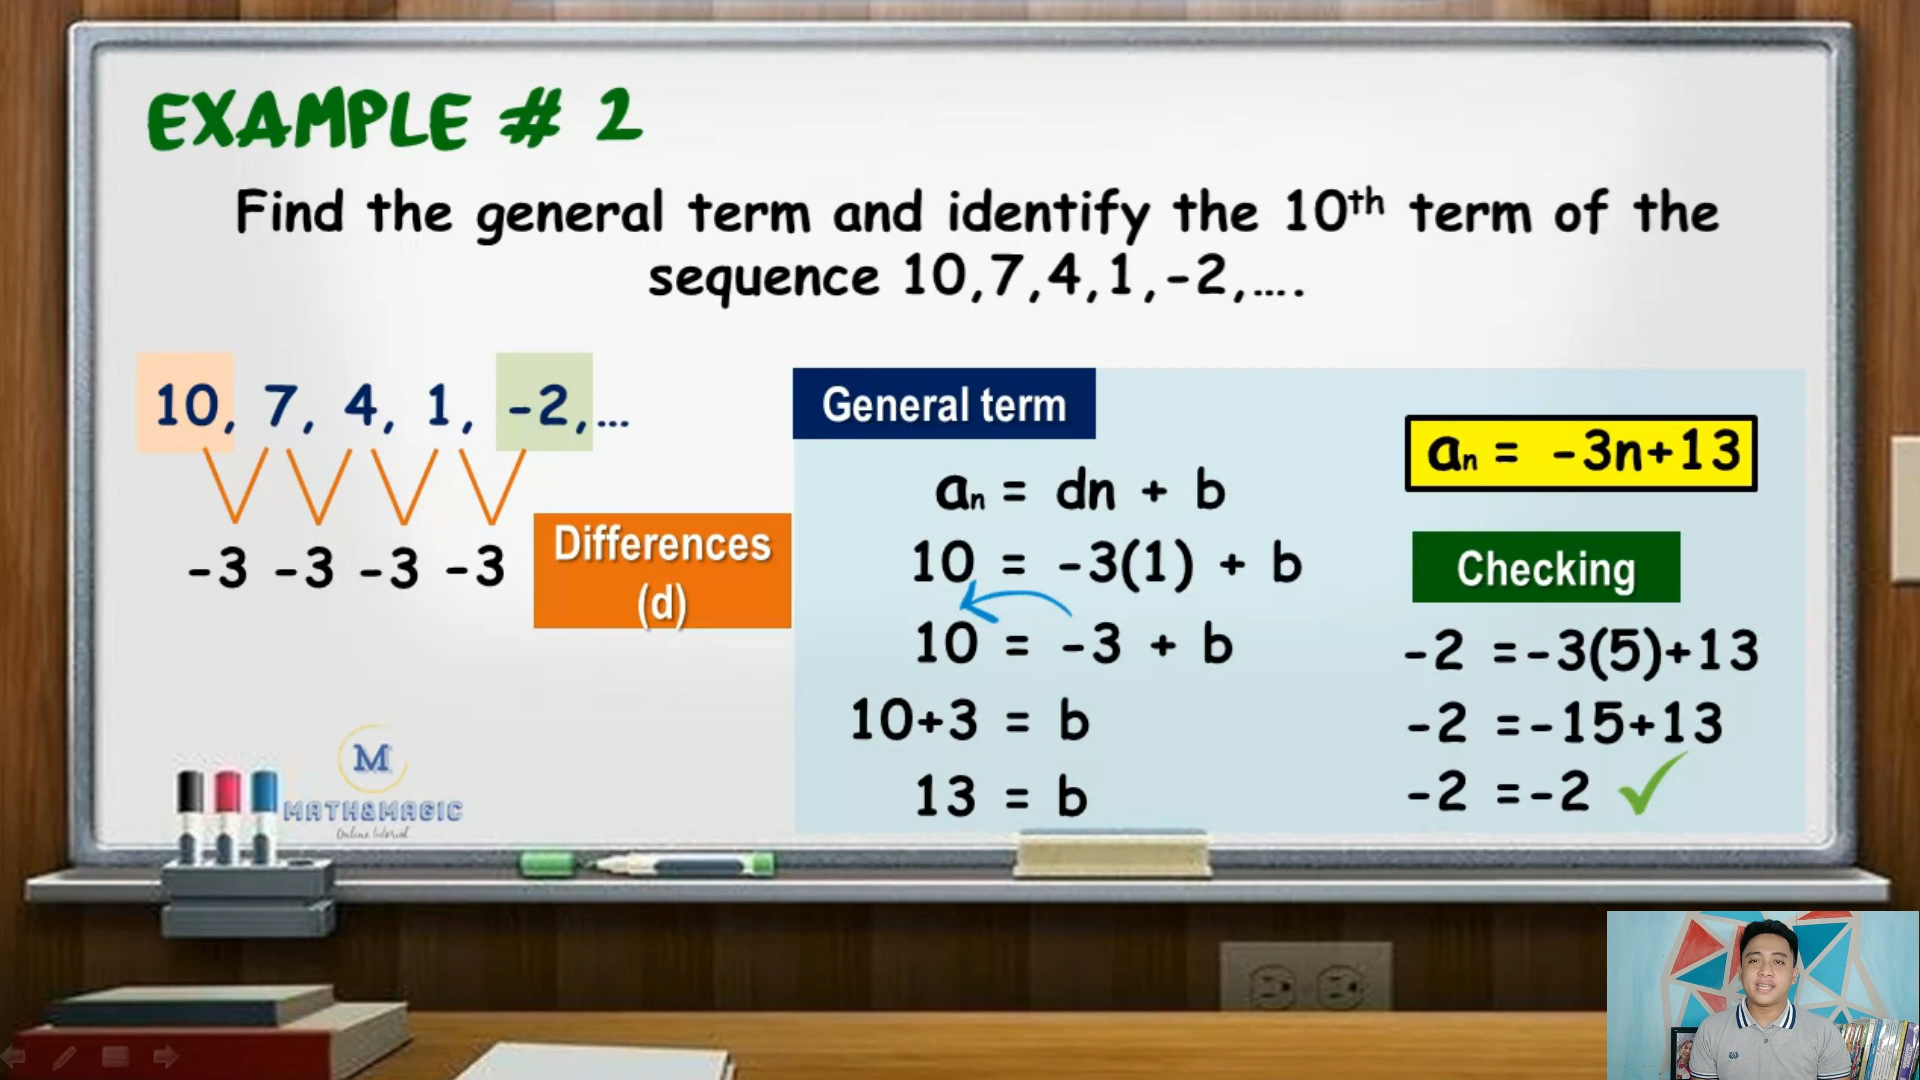 EXAMPLE # 2
Find the general term and identify the 10th term of the
sequence 10,7,4,1,-2,….
10, 7, 4, 1, -2,…
-3 -3 -3 -3
Differences
(d)
General term
an = dn + b
10 = -3(1) + b
10 = -3 + b
10+3 = b
13 = b
an = -3n+13
Checking
-2 =-3(5)+13
-2 =-15+13
-2 =-2
M
MATH&MAGIC
Online tutorial